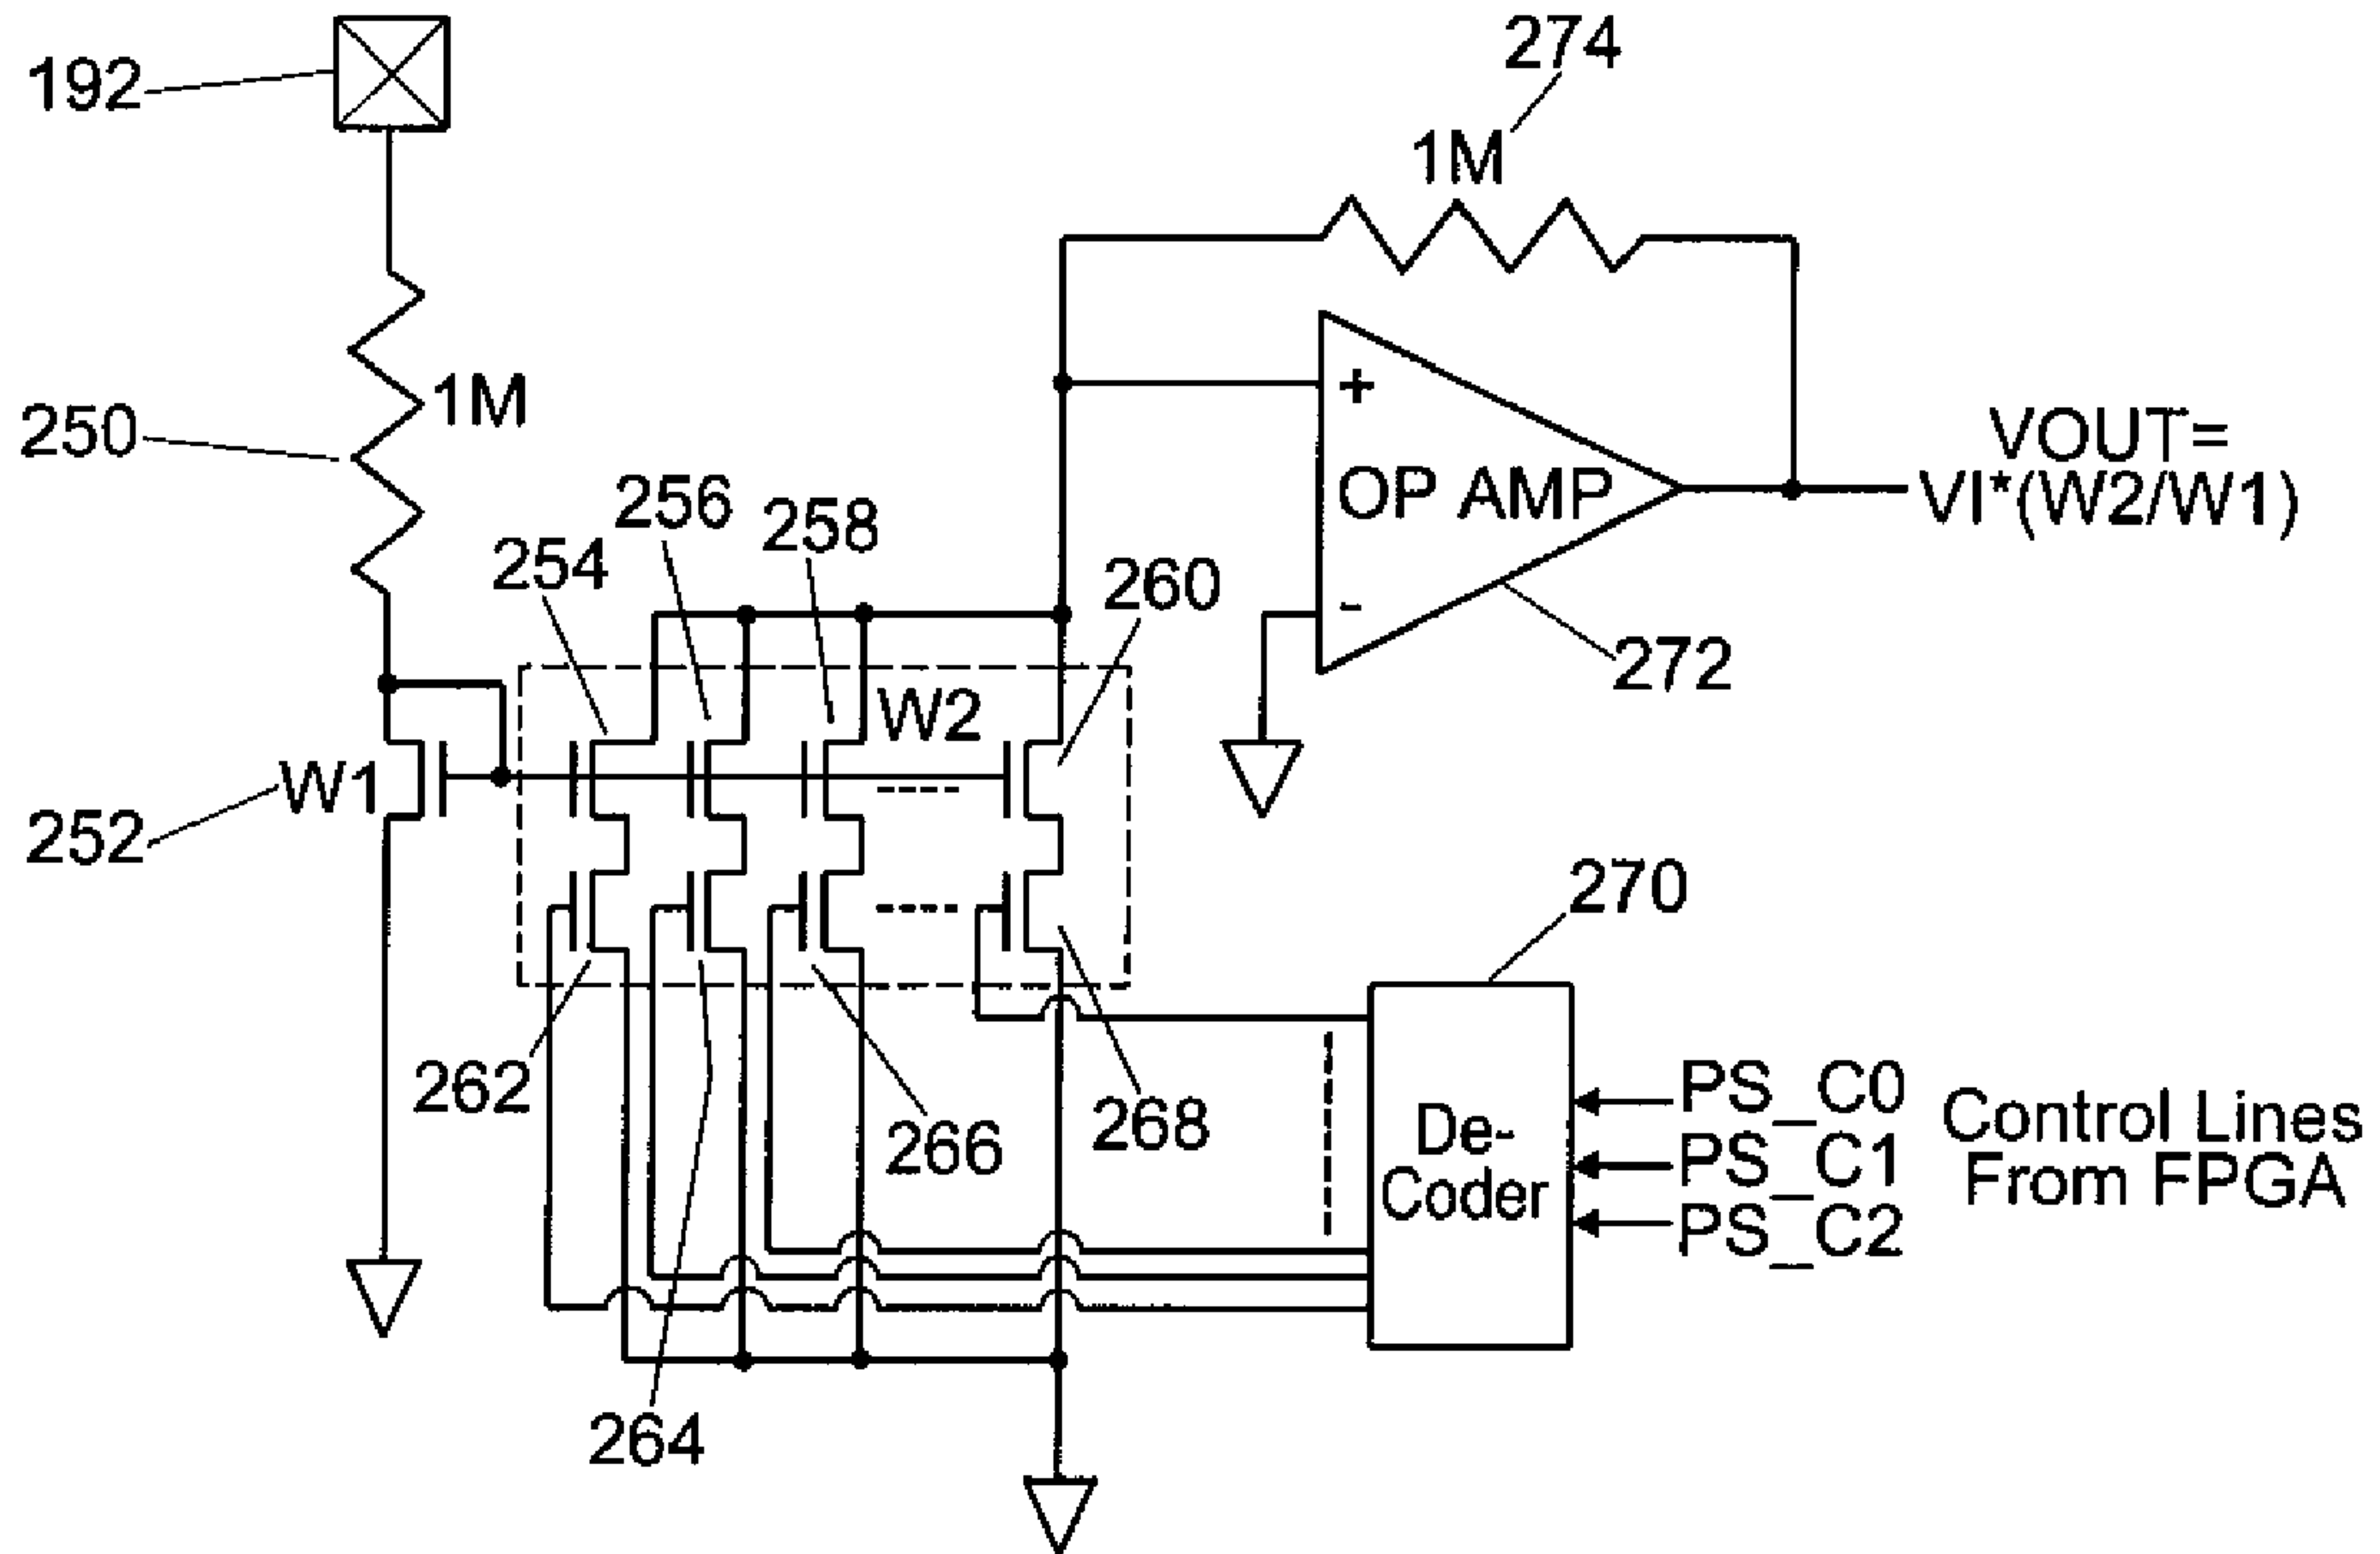 274
192
1M
1M
250
VOUT=
VI*(W2/W1)
+
OP AMP
-
256
258
254
260
272
W2
W1
252
270
262
266
268
264
De-
Coder
PS_C0
PS_C1
PS_C2
Control Lines
From FPGA